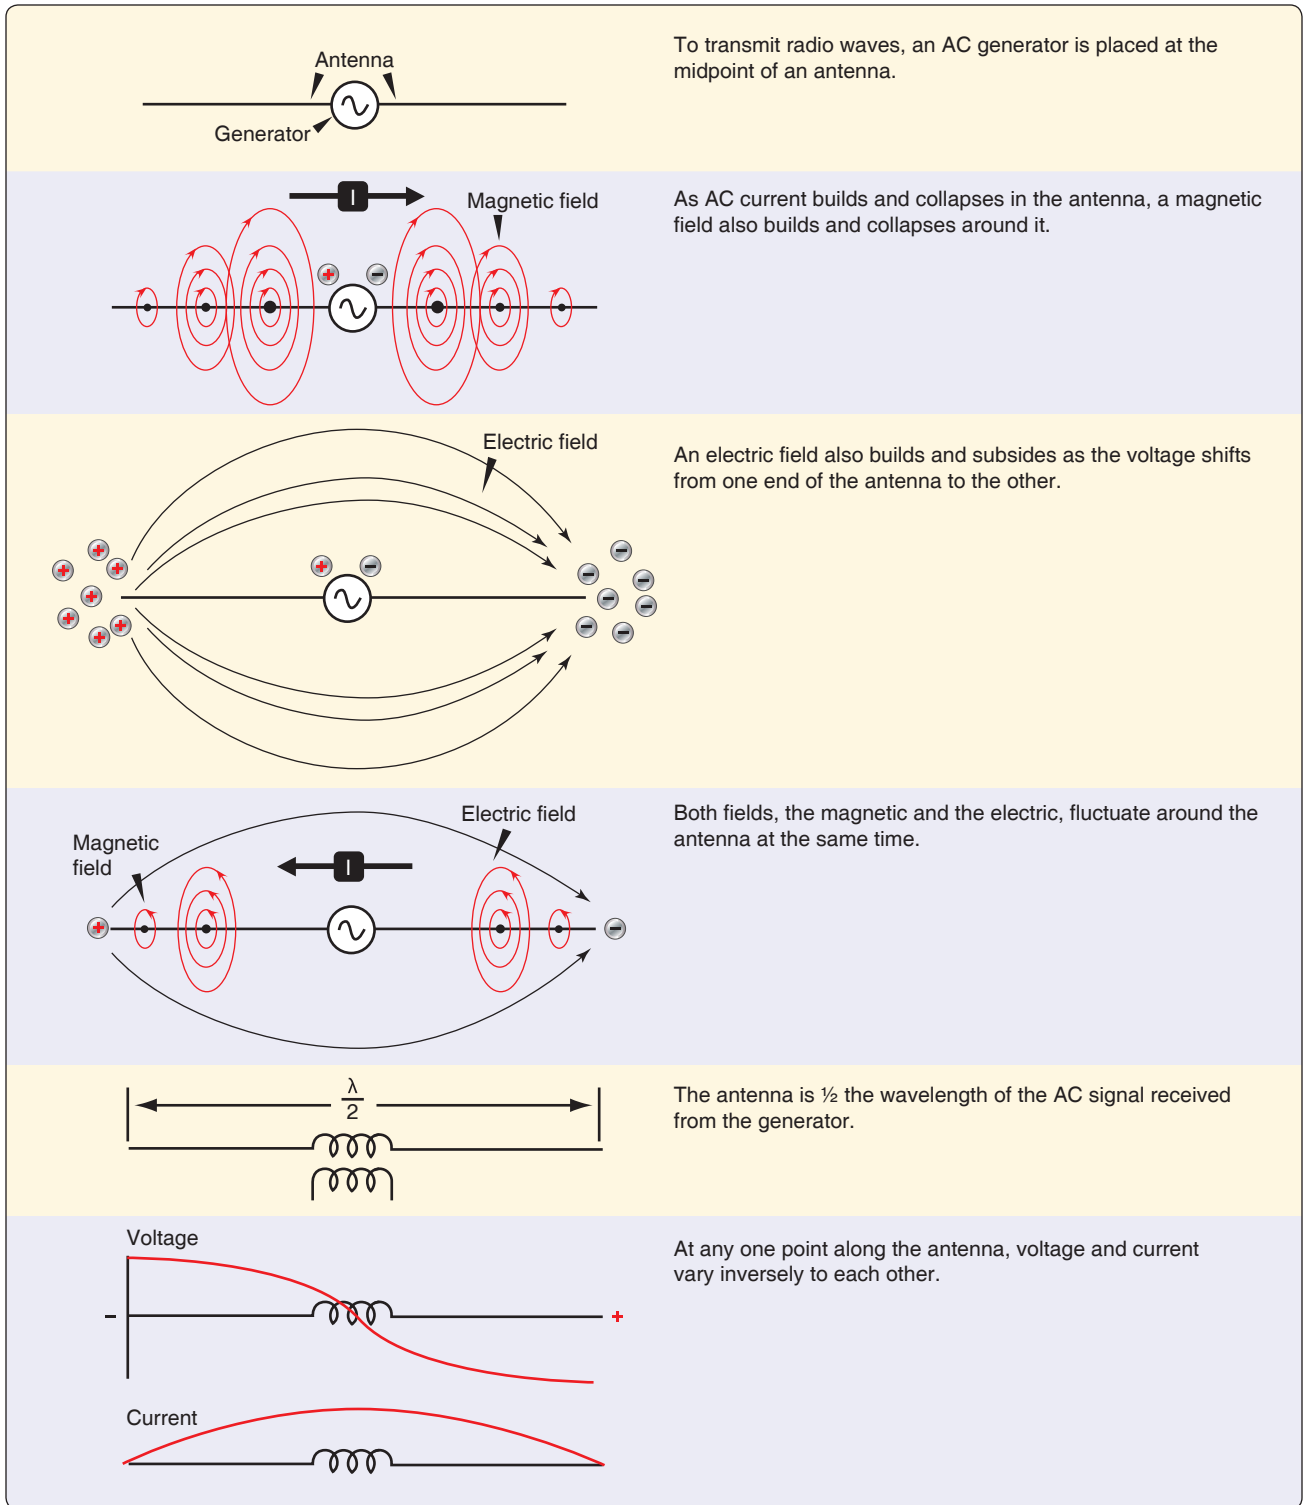 To transmit radio waves, an AC generator is placed at the
midpoint of an antenna.
Antenna
Generator
As AC current builds and collapses in the antenna, a magnetic
field also builds and collapses around it.
I
Magnetic field
+
−
An electric field also builds and subsides as the voltage shifts
from one end of the antenna to the other.
Electric field
+ + + + + + +
+ −
− − − − − − − −
Both fields, the magnetic and the electric, fluctuate around the
antenna at the same time.
Magnetic
field
I
Electric field
+
−
The antenna is ½ the wavelength of the AC signal received
from the generator.
λ
2
At any one point along the antenna, voltage and current
vary inversely to each other.
Voltage
− +
Current